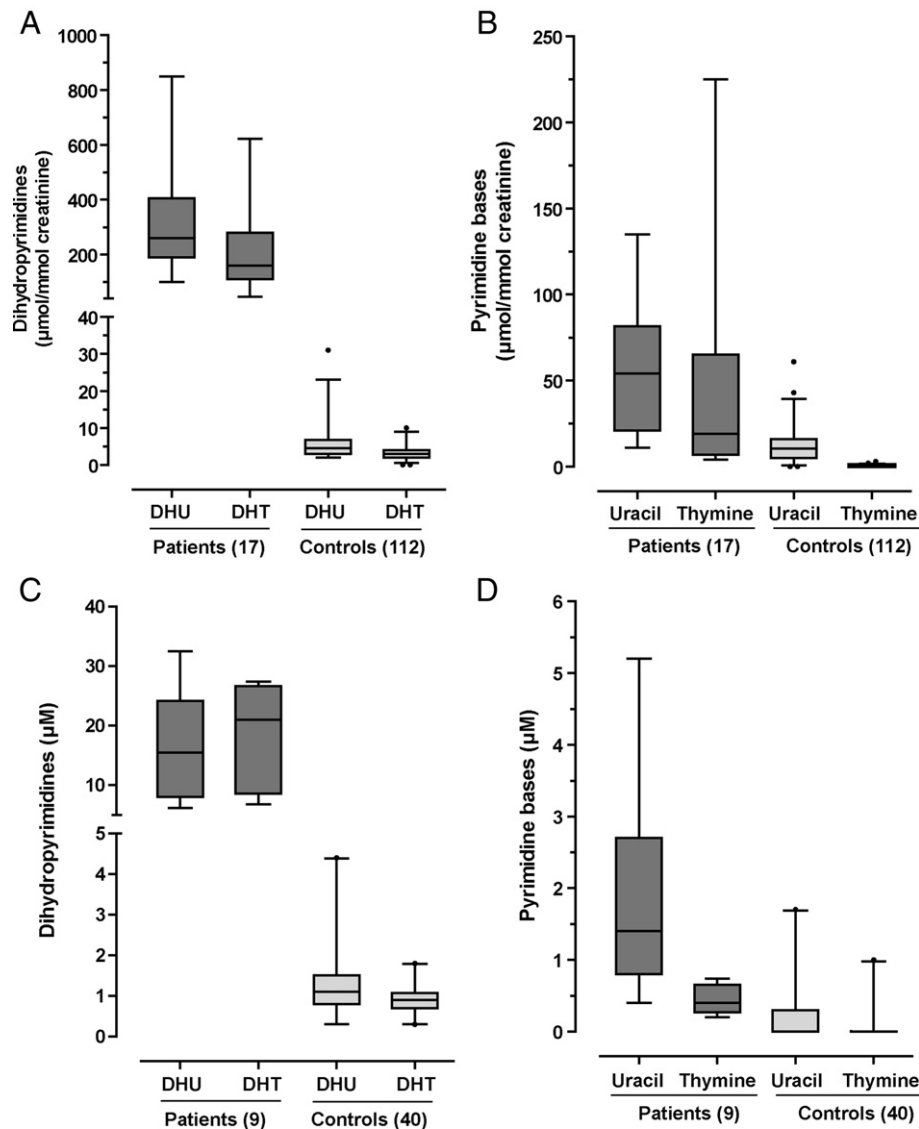 A
Dihydropyrimidines
(µmol/mmol creatinine)
1000
800
600
400
200
40
30
20
10
0
DHU DHT DHU DHT
Patients (17) Controls (112)
B
Pyrimidine bases
(µmol/mmol creatinine)
250
200
150
100
50
0
Uracil Thymine Uracil Thymine
Patients (17) Controls (112)
C
Dihydropyrimidines (µM)
40
30
20
10
5
4
3
2
1
0
DHU DHT DHU DHT
Patients (9) Controls (40)
D
Pyrimidine bases (µM)
6
5
4
3
2
1
0
Uracil Thymine Uracil Thymine
Patients (9) Controls (40)